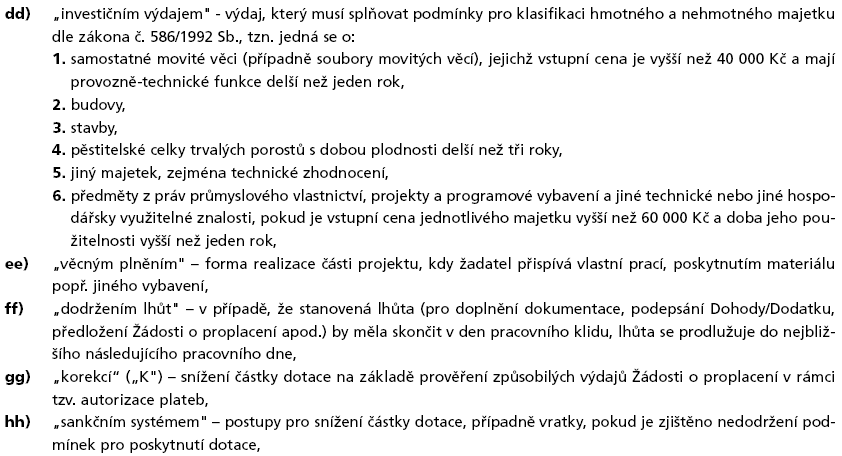 dd) „investičním výdajem" - výdaj, který musí splňovat podmínky pro klasifikaci hmotného a nehmotného majetku
dle zákona č. 586/1992 Sb., tzn. jedná se o:
1. samostatné movité věci (případně soubory movitých věcí), jejichž vstupní cena je vyšší než 40 000 Kč a mají
provozně-technické funkce delší než jeden rok,
2. budovy,
3. stavby,
4. pěstitelské celky trvalých porostů s dobou plodnosti delší než tři roky,
5. jiný majetek, zejména technické zhodnocení,
6. předměty z práv průmyslového vlastnictví, projekty a programové vybavení a jiné technické nebo jiné hospo-
dářsky využitelné znalosti, pokud je vstupní cena jednotlivého majetku vyšší než 60 000 Kč a doba jeho pou-
žitelnosti vyšší než jeden rok,
ee) „věcným plněním" – forma realizace části projektu, kdy žadatel přispívá vlastní prací, poskytnutím materiálu
popř. jiného vybavení,
ff) „dodržením lhůt" – v případě, že stanovená lhůta (pro doplnění dokumentace, podepsání Dohody/Dodatku,
předložení Žádosti o proplacení apod.) by měla skončit v den pracovního klidu, lhůta se prodlužuje do nejbliž-
šího následujícího pracovního dne,
gg) „korekcí“ („K") – snížení částky dotace na základě prověření způsobilých výdajů Žádosti o proplacení v rámci
tzv. autorizace plateb,
hh) „sankčním systémem" – postupy pro snížení částky dotace, případně vratky, pokud je zjištěno nedodržení pod-
mínek pro poskytnutí dotace,